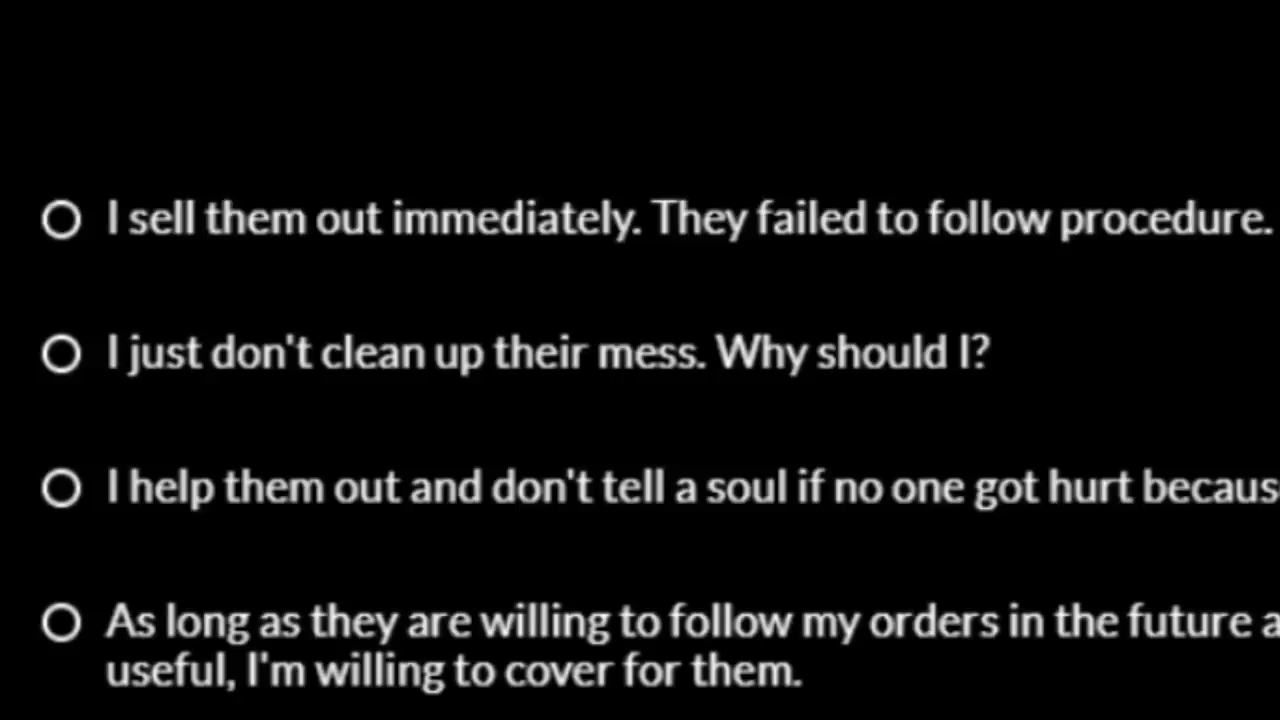 I sell them out immediately. They failed to follow procedure.
I just don't clean up their mess. Why should I?
I help them out and don't tell a soul if no one got hurt
As long as they are willing to follow my orders in the future
useful, I'm willing to cover for them.